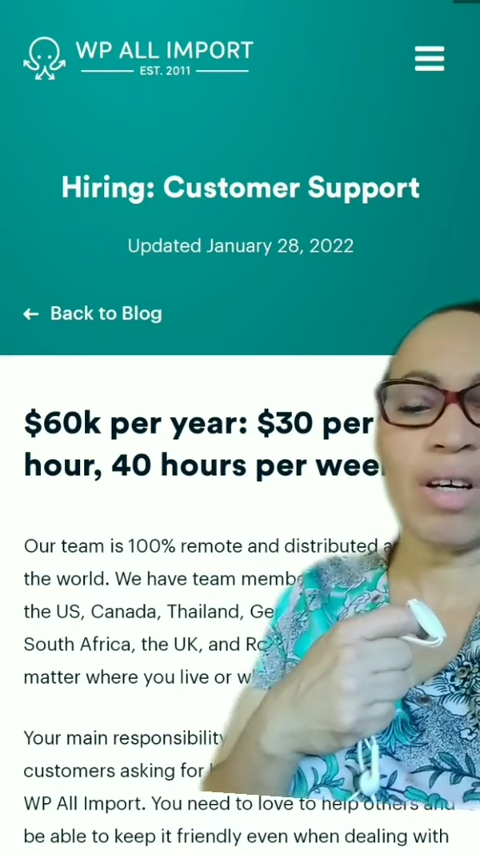 WP ALL IMPORT
EST. 2011
Hiring: Customer Support
Updated January 28, 2022
← Back to Blog
$60k per year: $30 per
hour, 40 hours per wee
Our team is 100% remote and distributed a
the world. We have team memb
the US, Canada, Thailand, Ge
South Africa, the UK, and Ro
matter where you live or w
Your main responsibility
customers asking for
WP All Import. You need to love to help others and
be able to keep it friendly even when dealing with